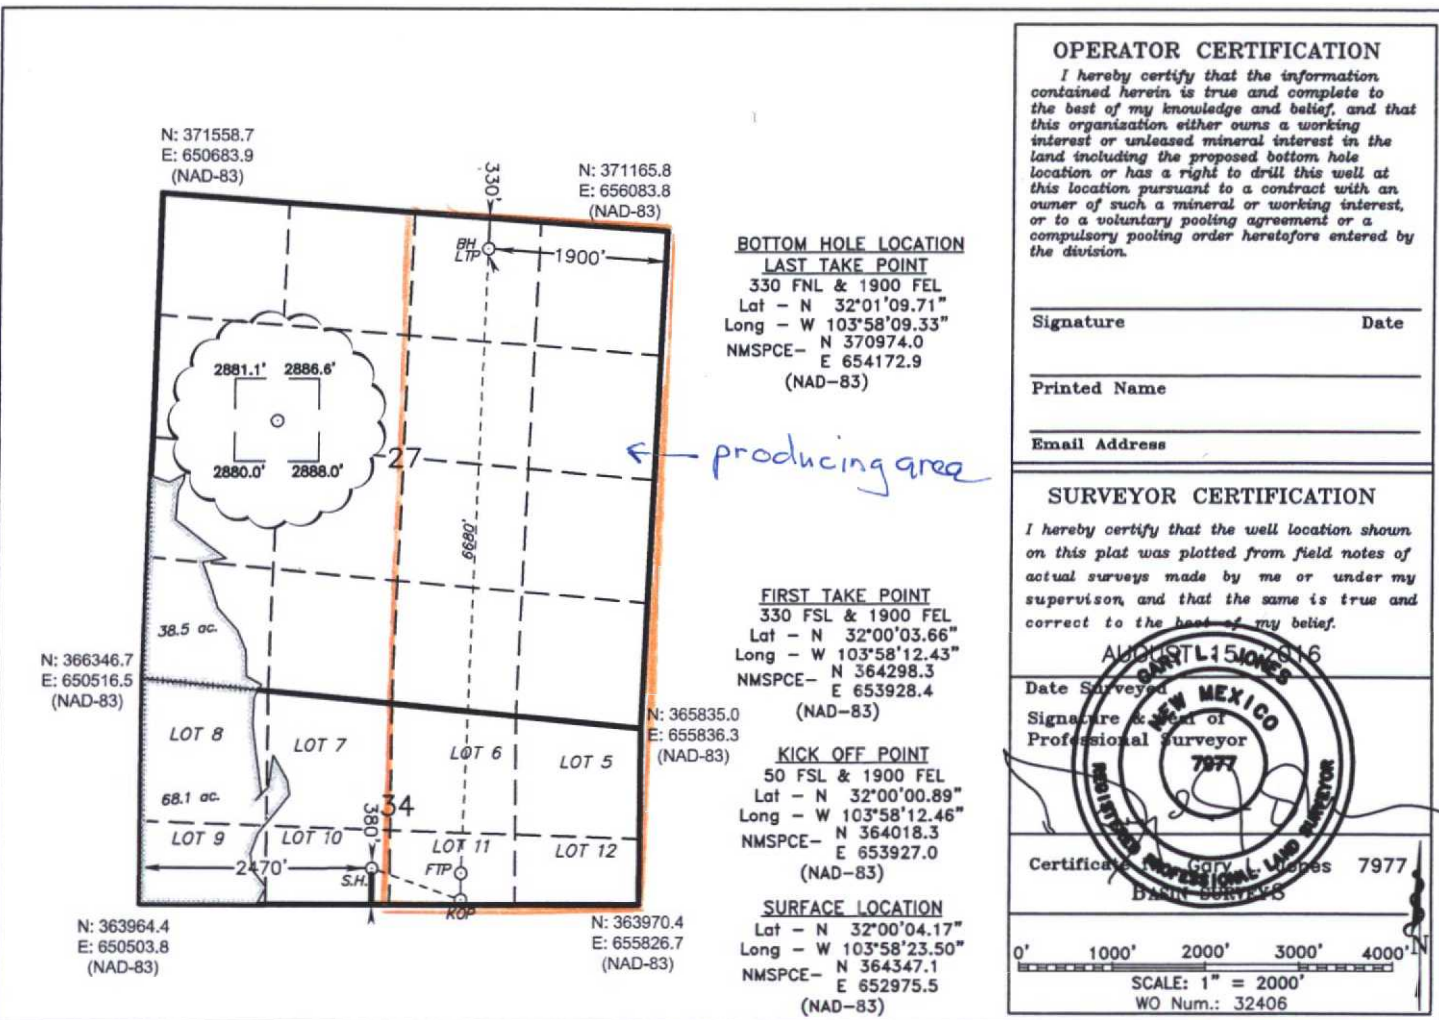 N: 371558.7
E: 650683.9
(NAD-83)
330'
N: 371165.8
E: 656083.8
(NAD-83)
BH
LTP
1900'
2881.1' 2886.6'
2880.0' 2888.0'
27
← producing area
6680'
38.5 ac.
N: 366346.7
E: 650516.5
(NAD-83)
N: 365835.0
E: 655836.3
(NAD-83)
LOT 8
LOT 7
LOT 6
LOT 5
68.1 ac.
34
380'
LOT 9
LOT 10
LOT 11
LOT 12
2470'
S.H.
FTP
KOP
N: 363964.4
E: 650503.8
(NAD-83)
N: 363970.4
E: 655826.7
(NAD-83)
BOTTOM HOLE LOCATION
LAST TAKE POINT
330 FNL & 1900 FEL
Lat - N 32°01'09.71"
Long - W 103°58'09.33"
NMSPCE- N 370974.0
E 654172.9
(NAD-83)
FIRST TAKE POINT
330 FSL & 1900 FEL
Lat - N 32°00'03.66"
Long - W 103°58'12.43"
NMSPCE- N 364298.3
E 653928.4
(NAD-83)
KICK OFF POINT
50 FSL & 1900 FEL
Lat - N 32°00'00.89"
Long - W 103°58'12.46"
NMSPCE- N 364018.3
E 653927.0
(NAD-83)
SURFACE LOCATION
Lat - N 32°00'04.17"
Long - W 103°58'23.50"
NMSPCE- N 364347.1
E 652975.5
(NAD-83)
OPERATOR CERTIFICATION
I hereby certify that the information
contained herein is true and complete to
the best of my knowledge and belief, and that
this organization either owns a working
interest or unleased mineral interest in the
land including the proposed bottom hole
location or has a right to drill this well at
this location pursuant to a contract with an
owner of such a mineral or working interest,
or to a voluntary pooling agreement or a
compulsory pooling order heretofore entered by
the division.
Signature Date
Printed Name
Email Address
SURVEYOR CERTIFICATION
I hereby certify that the well location shown
on this plat was plotted from field notes of
actual surveys made by me or under my
supervison, and that the same is true and
correct to the best of my belief.
AUGUST 15, 2016
Date Surveyed
Signature & Seal of
Professional Surveyor
GARY L. JONES
NEW MEXICO
7977
REGISTERED PROFESSIONAL LAND SURVEYOR
Certificate No. Gary L. Jones 7977
BASIN SURVEYS
N
0' 1000' 2000' 3000' 4000'
SCALE: 1" = 2000'
WO Num.: 32406